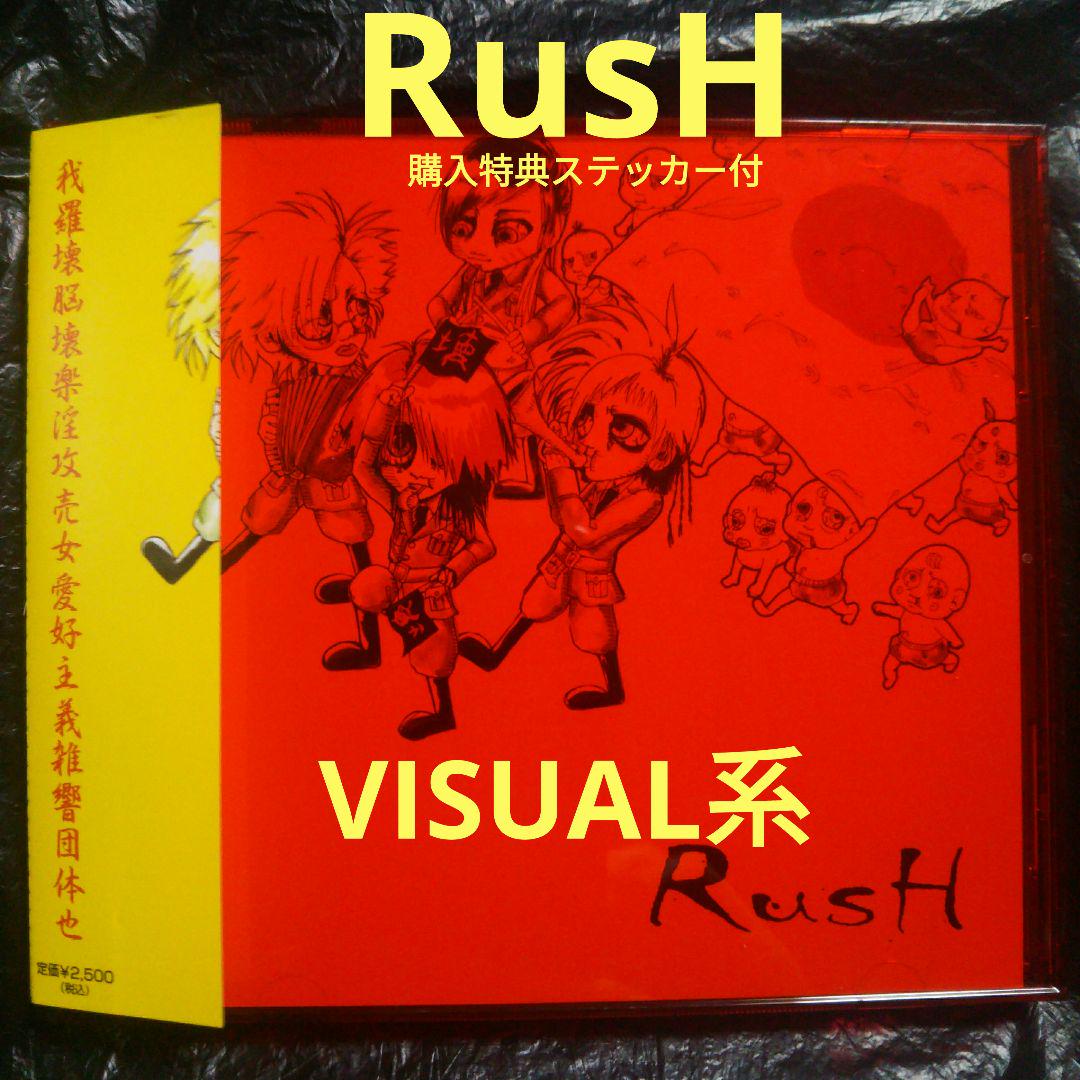 RusH
購入特典ステッカー付
我羅壊脳壊楽淫攻売女愛好主義雑響団体也
VISUAL系
RusH
定価¥2,500
(税込)